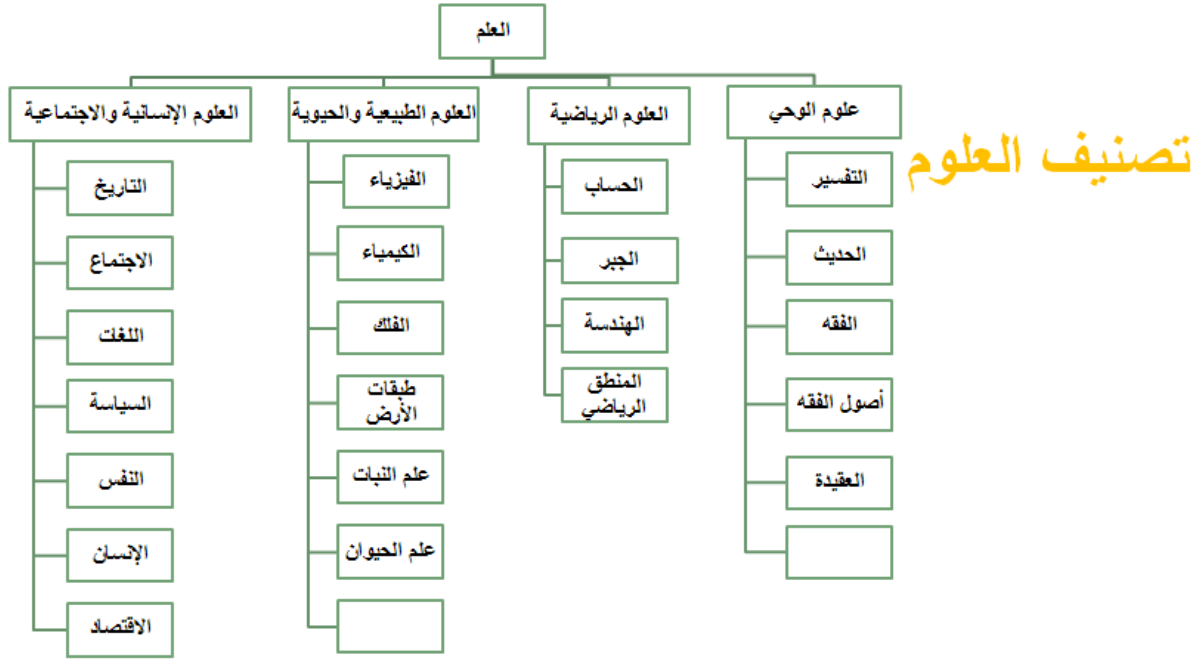 تصنيف العلوم
العلم
علوم الوحي
التفسير
الحديث
الفقه
أصول الفقه
العقيدة
العلوم الرياضية
الحساب
الجبر
الهندسة
المنطق
الرياضي
العلوم الطبيعية والحيوية
الفيزياء
الكيمياء
الفلك
طبقات
الأرض
علم النبات
علم الحيوان
العلوم الإنسانية والاجتماعية
التاريخ
الاجتماع
اللغات
السياسة
النفس
الإنسان
الاقتصاد